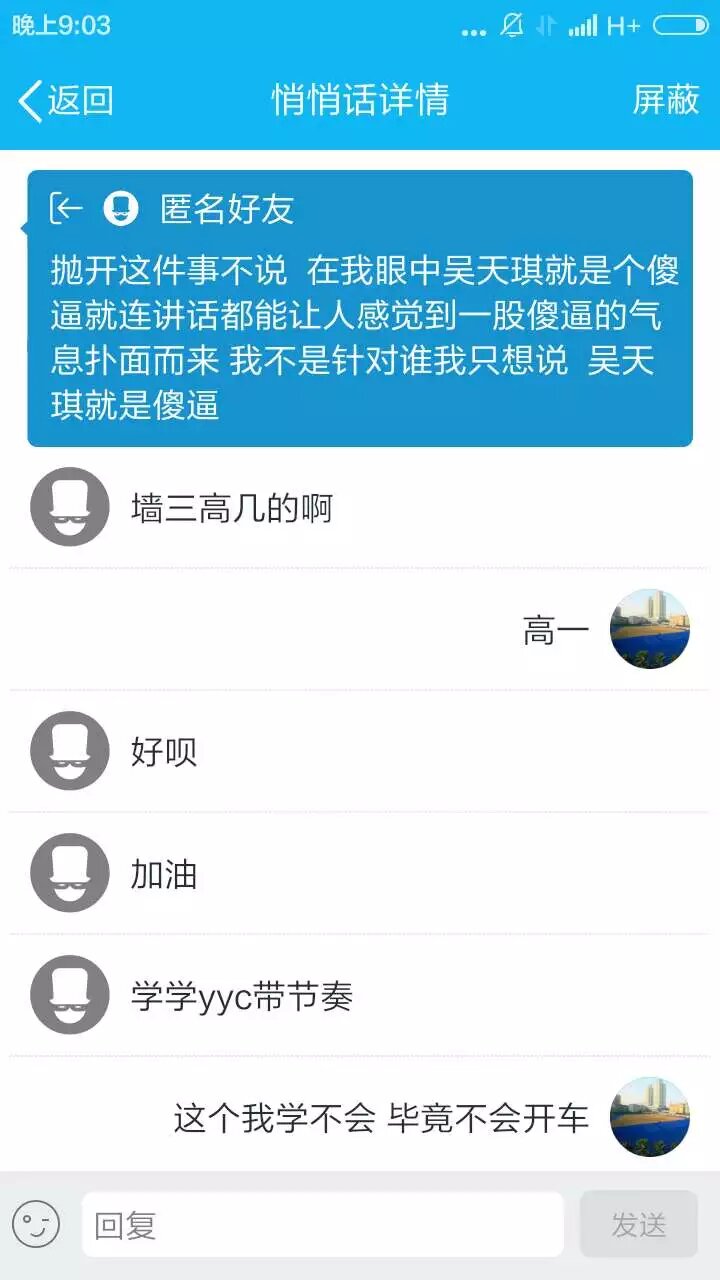 晚上9:03
H+
返回
悄悄话详情
屏蔽
匿名好友
抛开这件事不说 在我眼中吴天琪就是个傻
逼就连讲话都能让人感觉到一股傻逼的气
息扑面而来 我不是针对谁我只想说 吴天
琪就是傻逼
墙三高几的啊
高一
好呗
加油
学学yyc带节奏
这个我学不会 毕竟不会开车
回复
发送